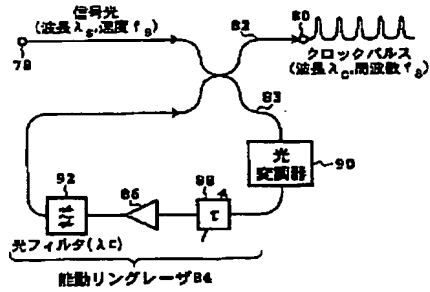 信号光
(波長λs,速度fs)
78
82
80
クロックパルス
(波長λc,周波数fs)
83
光
変調器
90
92
86
88
τ
光フィルタ(λc)
能動リングレーザ84